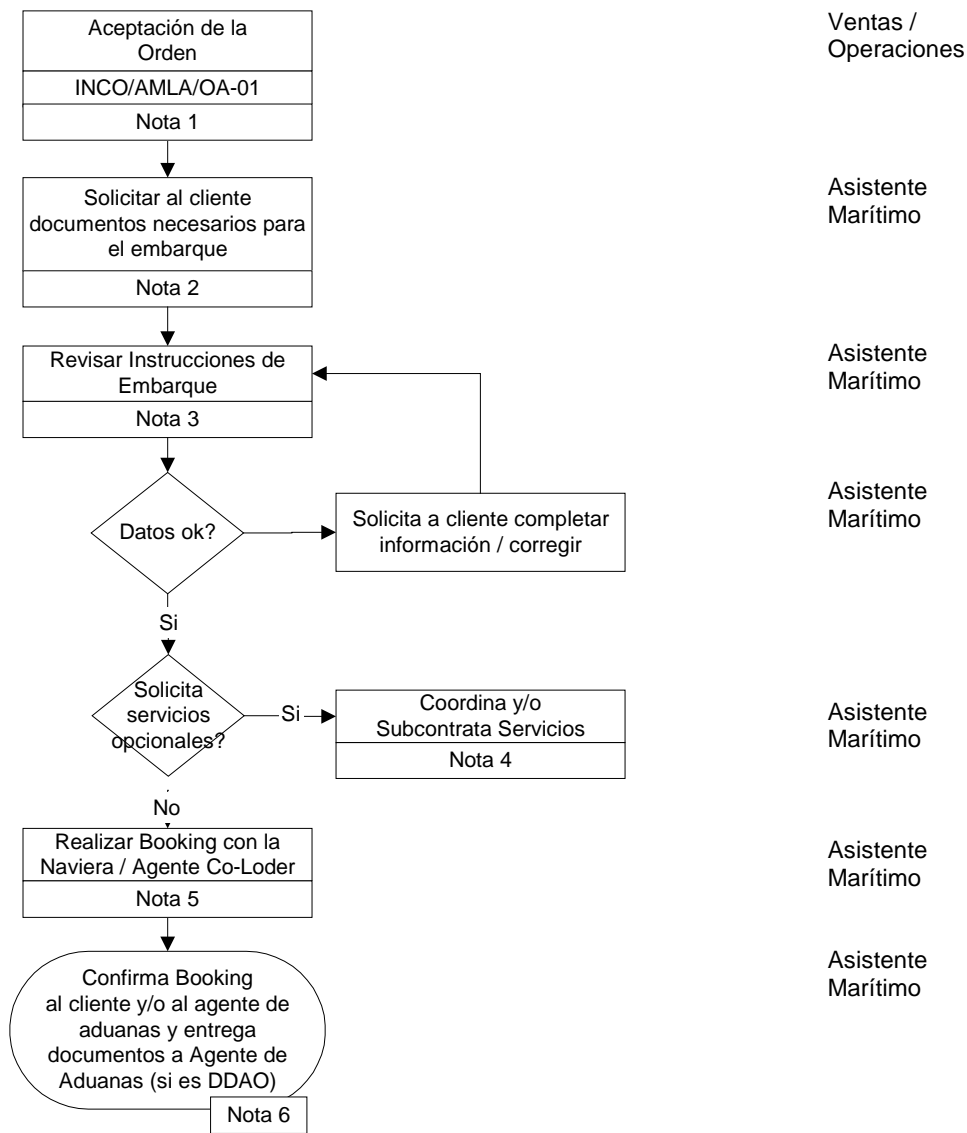 Aceptación de la
Orden
INCO/AMLA/OA-01
Nota 1
Ventas /
Operaciones
Solicitar al cliente
documentos necesarios para
el embarque
Nota 2
Asistente
Marítimo
Revisar Instrucciones de
Embarque
Nota 3
Asistente
Marítimo
Datos ok?
Solicita a cliente completar
información / corregir
Asistente
Marítimo
Si
Solicita
servicios
opcionales?
Si
Coordina y/o
Subcontrata Servicios
Nota 4
Asistente
Marítimo
No
Realizar Booking con la
Naviera / Agente Co-Loder
Nota 5
Asistente
Marítimo
Confirma Booking
al cliente y/o al agente de
aduanas y entrega
documentos a Agente de
Aduanas (si es DDAO)
Nota 6
Asistente
Marítimo